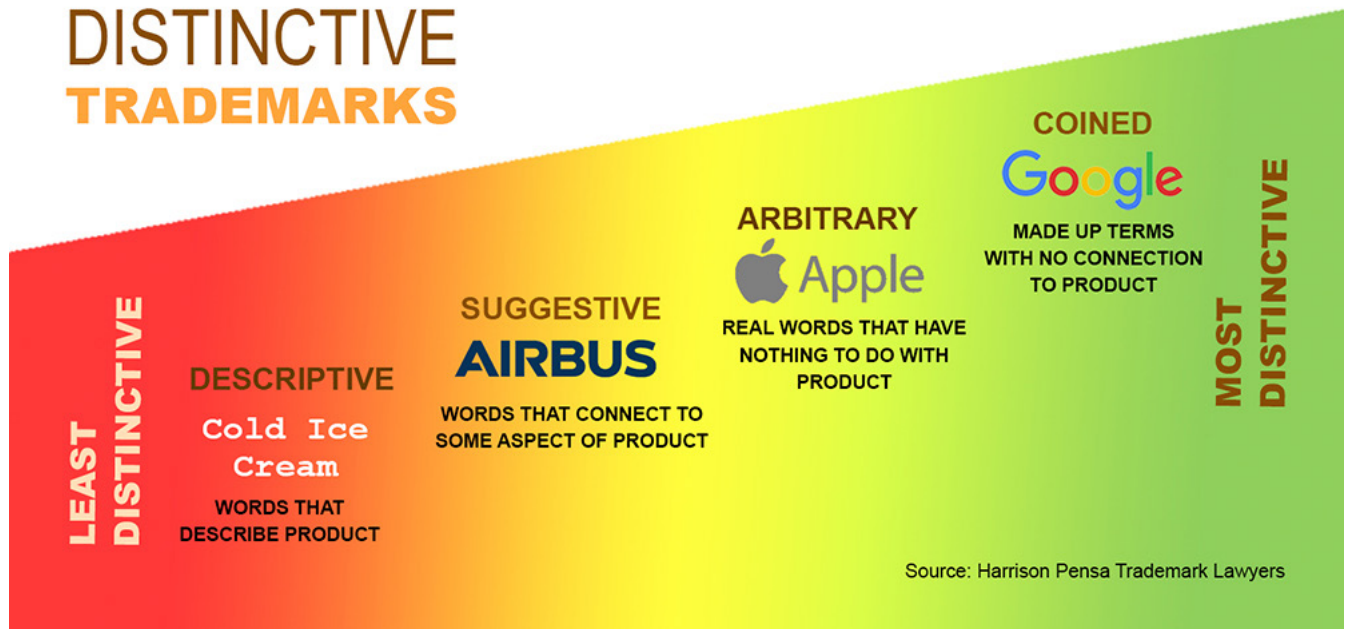 DISTINCTIVE
TRADEMARKS
LEAST
DISTINCTIVE
DESCRIPTIVE
Cold Ice
Cream
WORDS THAT
DESCRIBE PRODUCT
SUGGESTIVE
AIRBUS
WORDS THAT CONNECT TO
SOME ASPECT OF PRODUCT
ARBITRARY
Apple
REAL WORDS THAT HAVE
NOTHING TO DO WITH
PRODUCT
COINED
Google
MADE UP TERMS
WITH NO CONNECTION
TO PRODUCT
MOST
DISTINCTIVE
Source: Harrison Pensa Trademark Lawyers